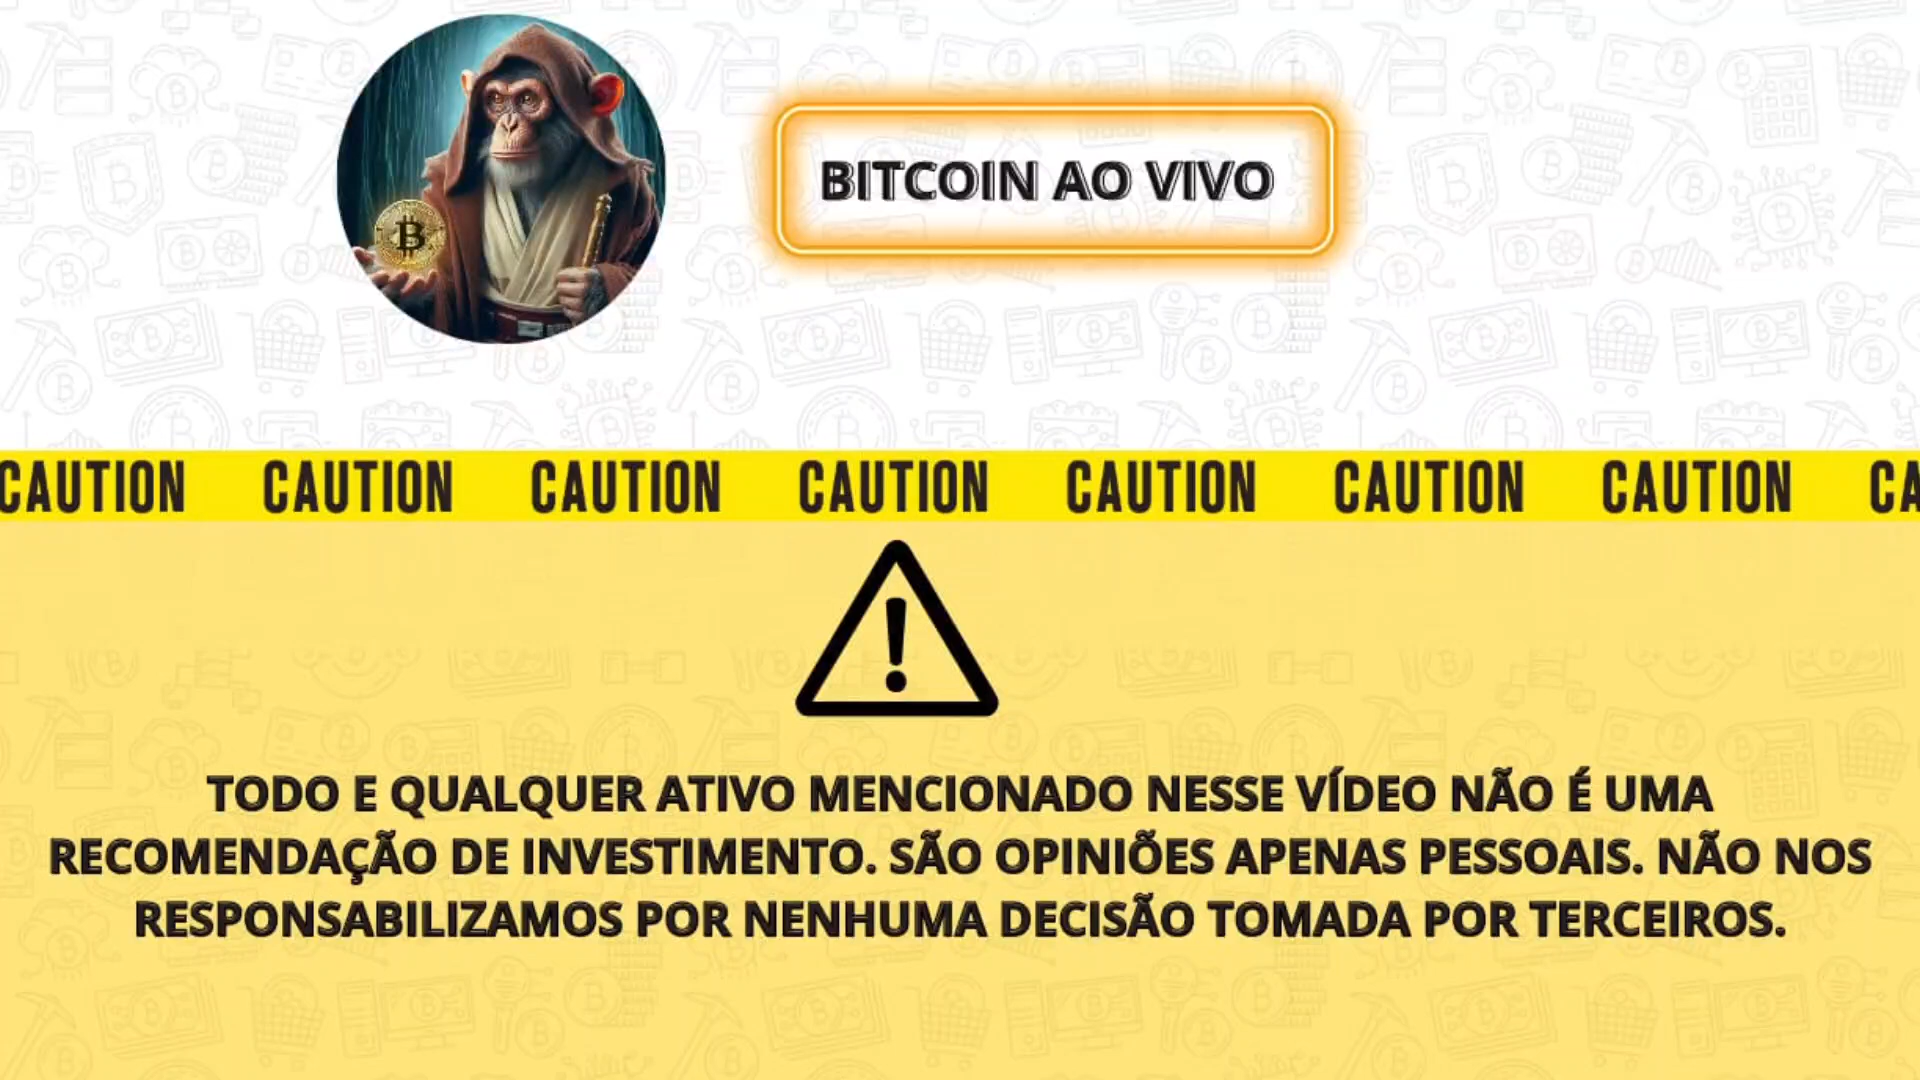 BITCOIN AO VIVO
CAUTION CAUTION CAUTION CAUTION CAUTION CAUTION CAUTION CA
TODO E QUALQUER ATIVO MENCIONADO NESSE VÍDEO NÃO É UMA
RECOMENDAÇÃO DE INVESTIMENTO. SÃO OPINIÕES APENAS PESSOAIS. NÃO NOS
RESPONSABILIZAMOS POR NENHUMA DECISÃO TOMADA POR TERCEIROS.